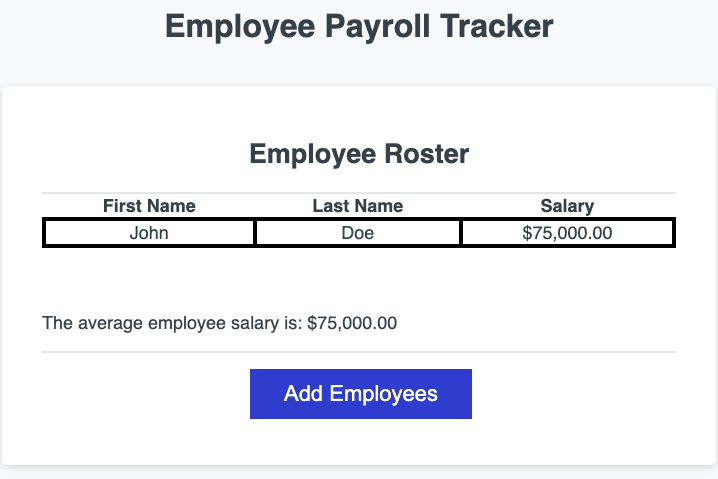 Employee Payroll Tracker
Employee Roster
First Name Last Name Salary
John Doe $75,000.00
The average employee salary is: $75,000.00
Add Employees